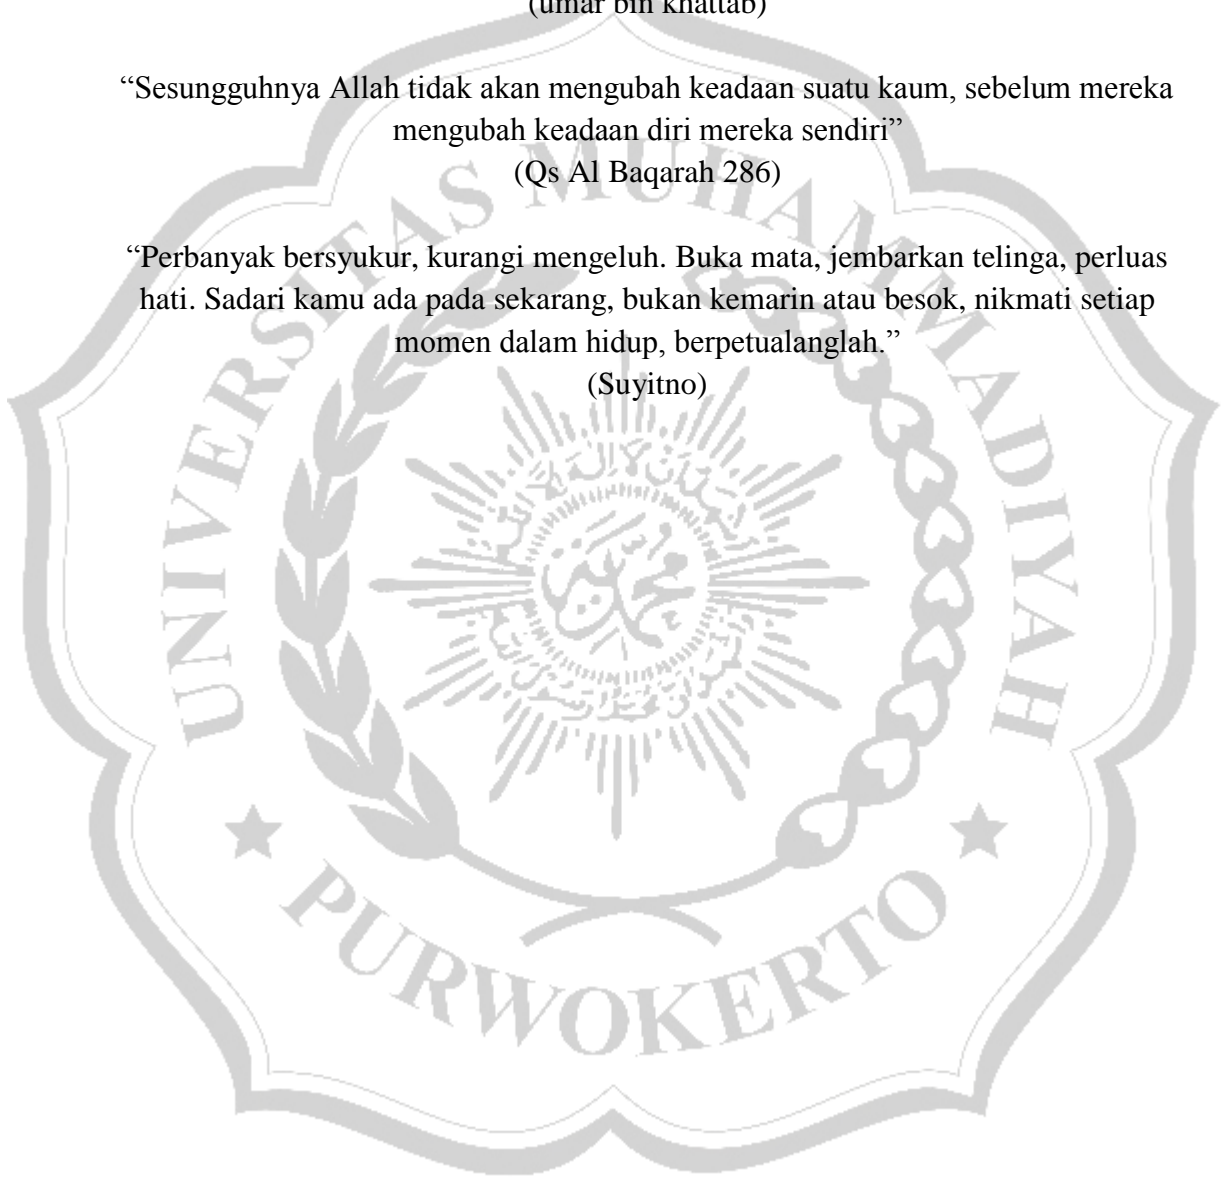 (umar bin khattab)
“Sesungguhnya Allah tidak akan mengubah keadaan suatu kaum, sebelum mereka
mengubah keadaan diri mereka sendiri”
(Qs Al Baqarah 286)
“Perbanyak bersyukur, kurangi mengeluh. Buka mata, jembarkan telinga, perluas
hati. Sadari kamu ada pada sekarang, bukan kemarin atau besok, nikmati setiap
momen dalam hidup, berpetualanglah.”
(Suyitno)
UNIVERSITAS MUHAMMADIYAH
PURWOKERTO